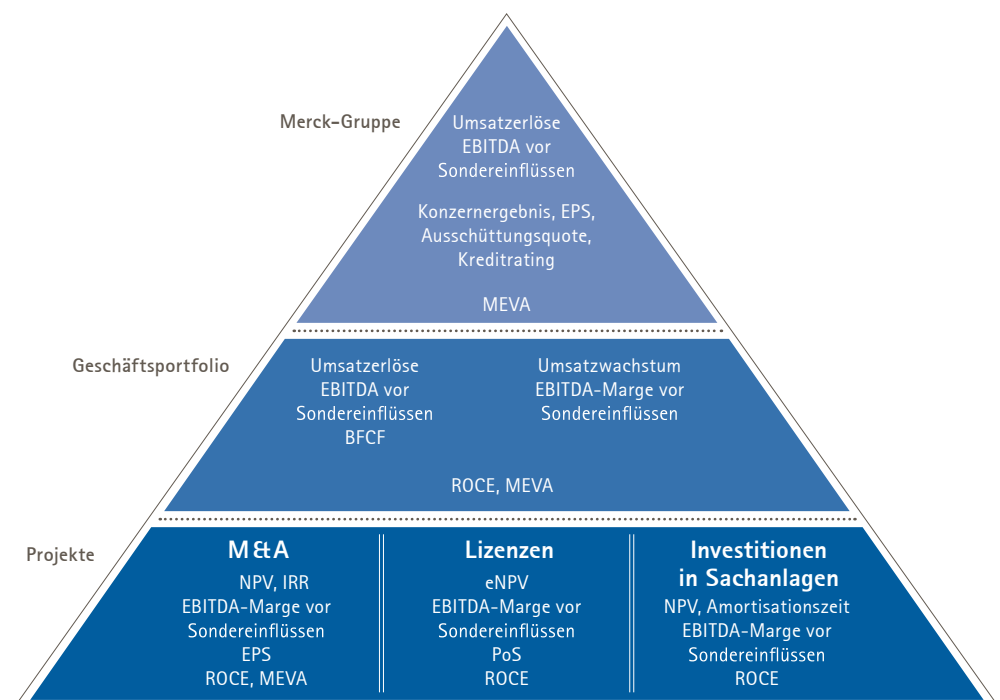 Merck-Gruppe
Umsatzerlöse
EBITDA vor
Sondereinflüssen
Konzernergebnis, EPS,
Ausschüttungsquote,
Kreditrating
MEVA
Geschäftsportfolio
Umsatzerlöse
EBITDA vor
Sondereinflüssen
BFCF
Umsatzwachstum
EBITDA-Marge vor
Sondereinflüssen
ROCE, MEVA
Projekte
M&A
NPV, IRR
EBITDA-Marge vor
Sondereinflüssen
EPS
ROCE, MEVA
Lizenzen
eNPV
EBITDA-Marge vor
Sondereinflüssen
PoS
ROCE
Investitionen
in Sachanlagen
NPV, Amortisationszeit
EBITDA-Marge vor
Sondereinflüssen
ROCE